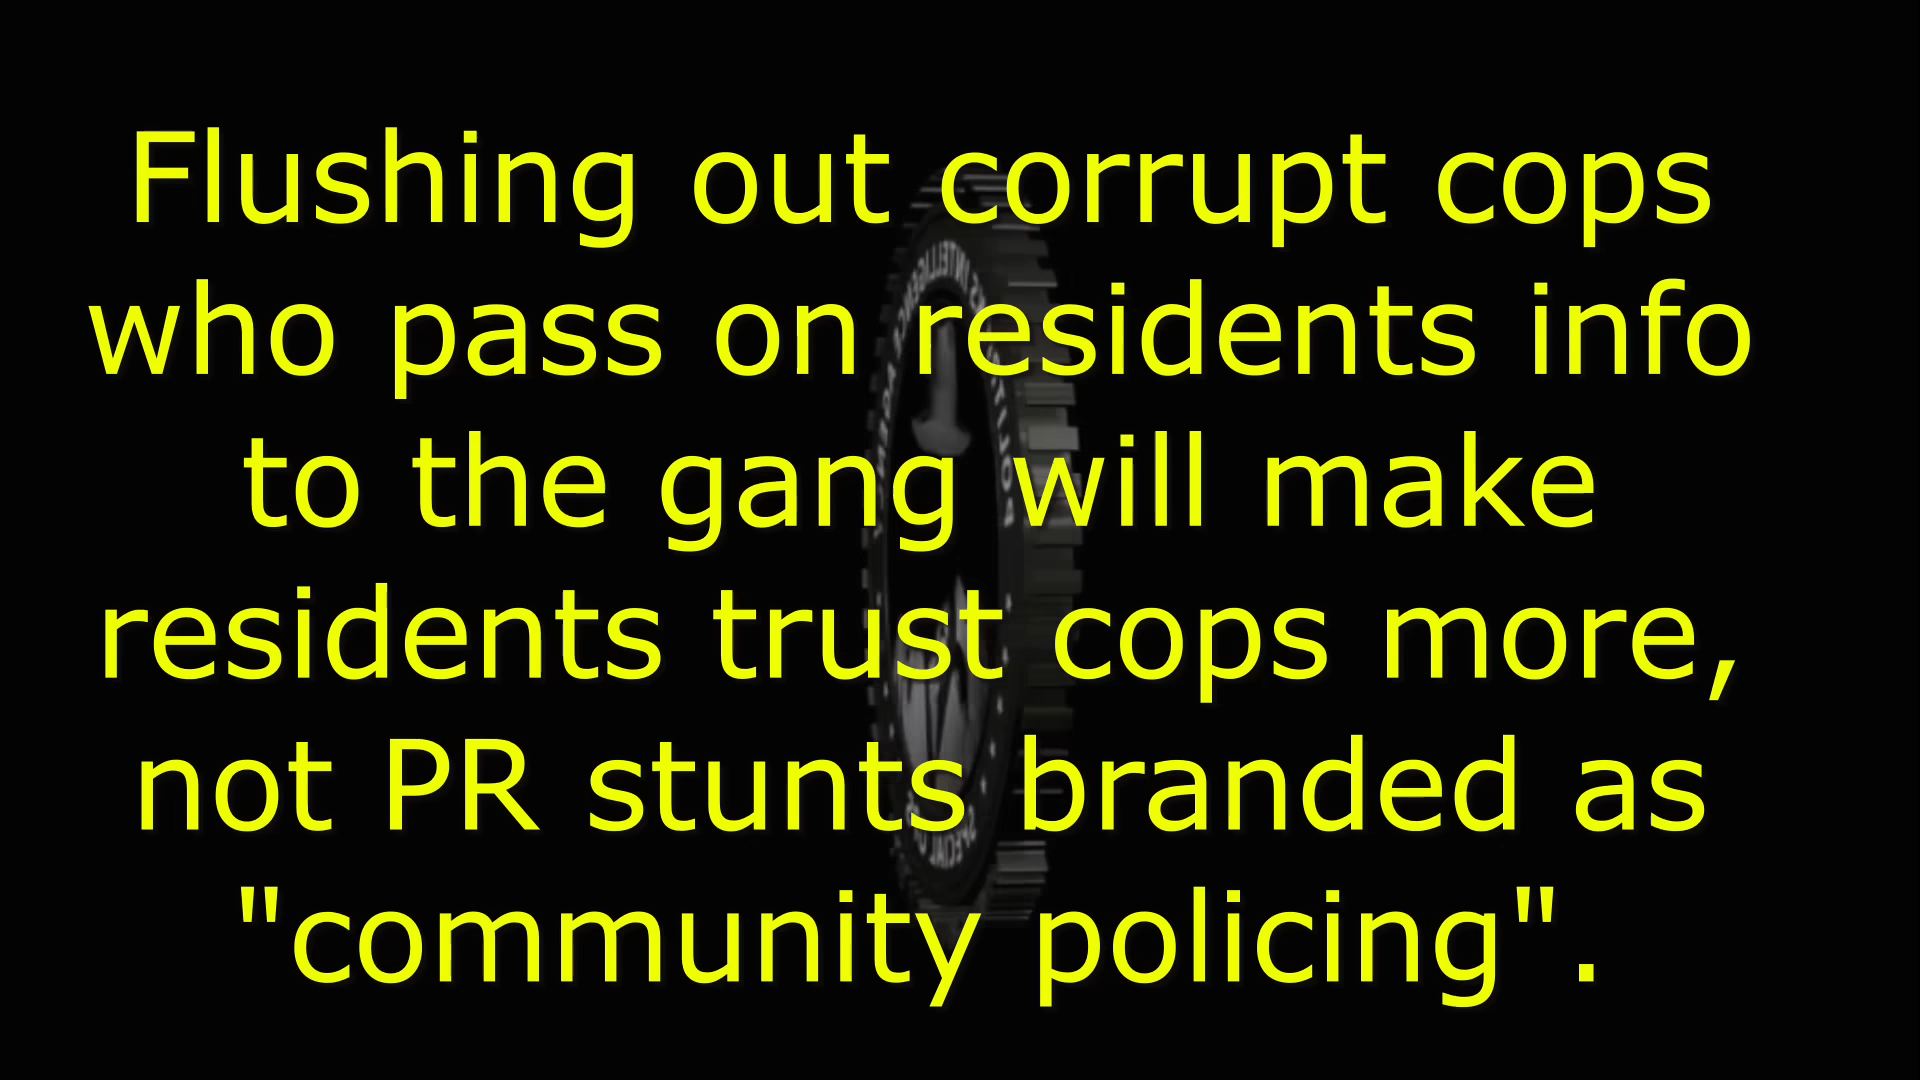 Flushing out corrupt cops
who pass on residents info
to the gang will make
residents trust cops more,
not PR stunts branded as
"community policing".